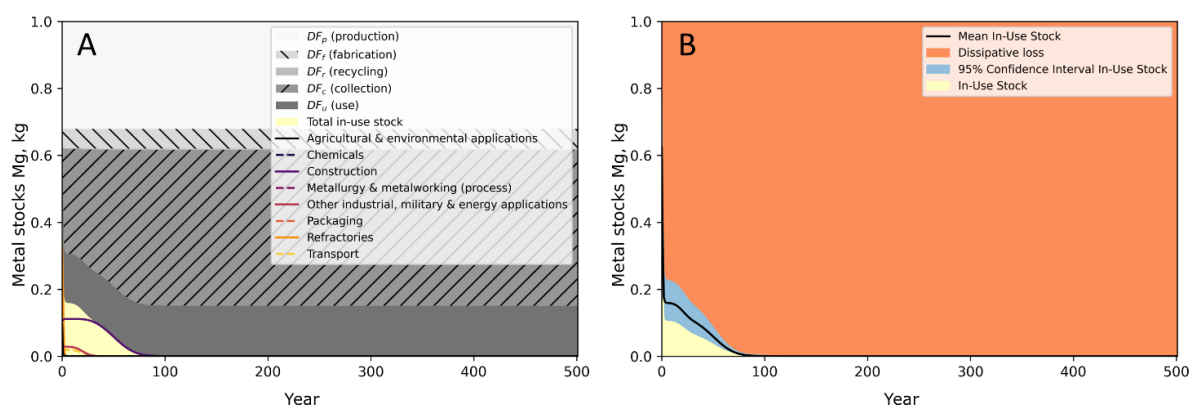 A
Metal stocks Mg, kg
1.0
0.8
0.6
0.4
0.2
0.0
DF_p (production)
DF_f (fabrication)
DF_r (recycling)
DF_c (collection)
DF_u (use)
Total in-use stock
Agricultural & environmental applications
Chemicals
Construction
Metallurgy & metalworking (process)
Other industrial, military & energy applications
Packaging
Refractories
Transport
0 100 200 300 400 500
Year
B
Metal stocks Mg, kg
1.0
0.8
0.6
0.4
0.2
0.0
Mean In-Use Stock
Dissipative loss
95% Confidence Interval In-Use Stock
In-Use Stock
0 100 200 300 400 500
Year